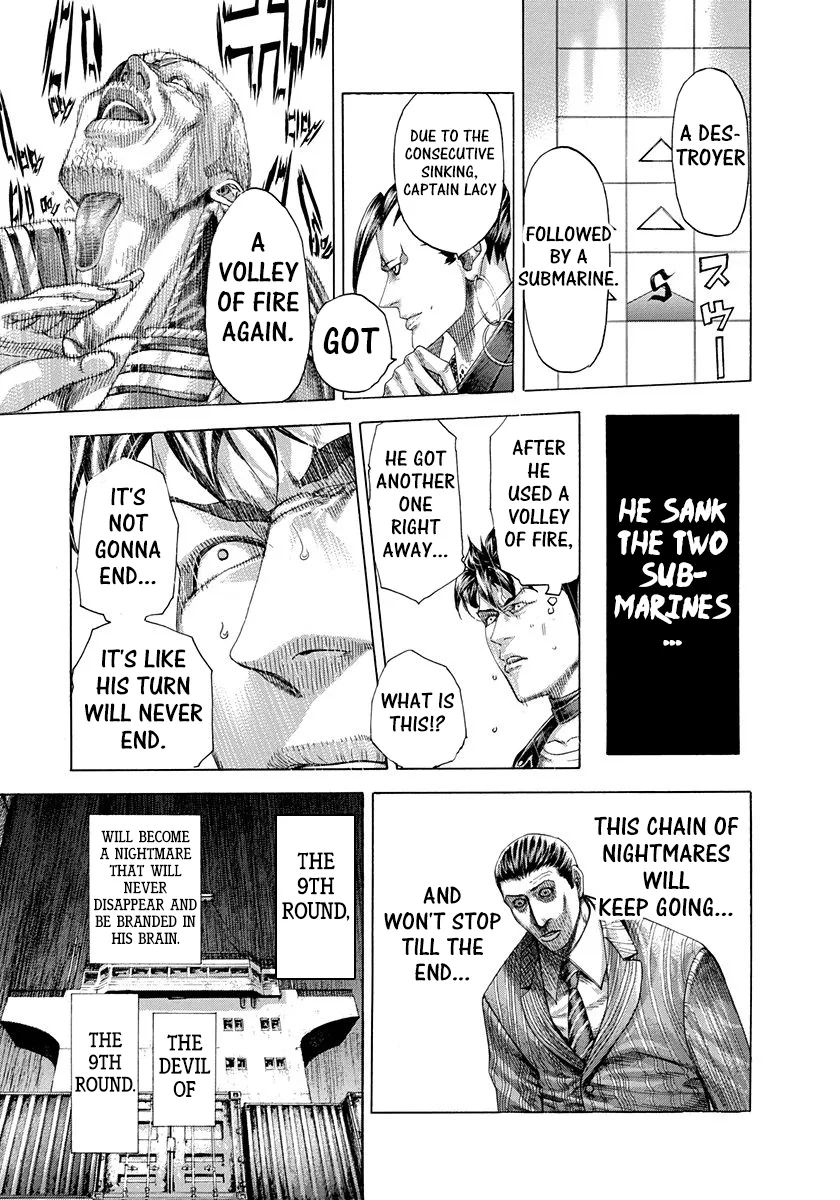 A DES-
TROYER
FOLLOWED
BY A
SUBMARINE.
S
スゥー
DUE TO THE
CONSECUTIVE
SINKING,
CAPTAIN LACY
GOT
A
VOLLEY
OF FIRE
AGAIN.
HE SANK
THE TWO
SUB-
MARINES
...
AFTER
HE
USED A
VOLLEY
OF FIRE,
HE GOT
ANOTHER
ONE
RIGHT
AWAY...
WHAT IS
THIS!?
IT'S
NOT
GONNA
END...
IT'S LIKE
HIS TURN
WILL NEVER
END.
THIS CHAIN OF
NIGHTMARES
WILL
KEEP GOING...
AND
WON'T STOP
TILL THE
END...
THE
9TH
ROUND,
WILL BECOME
A NIGHTMARE
THAT WILL
NEVER
DISAPPEAR AND
BE BRANDED IN
HIS BRAIN.
THE
DEVIL
OF
THE
9TH
ROUND.